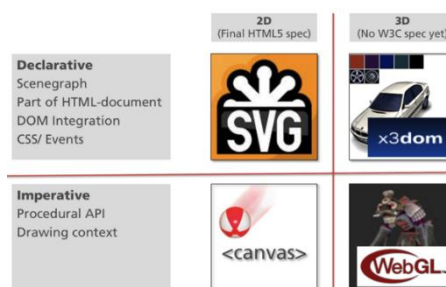 2D
(Final HTML5 spec)
3D
(No W3C spec yet)
Declarative
Scenegraph
Part of HTML-document
DOM Integration
CSS/ Events
SVG
x3dom
Imperative
Procedural API
Drawing context
<canvas>
WebGL